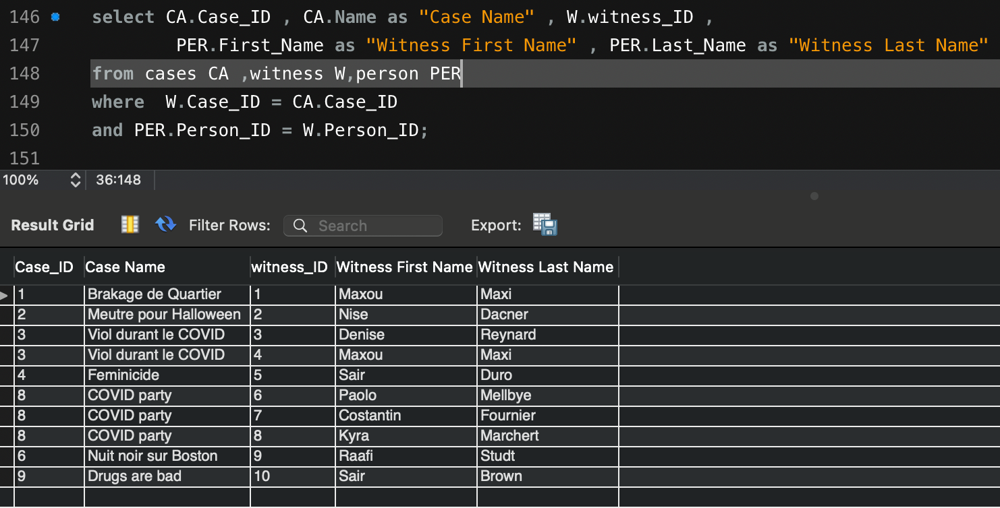 146 select CA.Case_ID , CA.Name as "Case Name" , W.witness_ID ,
147 PER.First_Name as "Witness First Name" , PER.Last_Name as "Witness Last Name"
148 from cases CA ,witness W,person PER
149 where W.Case_ID = CA.Case_ID
150 and PER.Person_ID = W.Person_ID;
151
100% 36:148
Result Grid Filter Rows: Search Export:
Case_ID Case Name witness_ID Witness First Name Witness Last Name
1 Brakage de Quartier 1 Maxou Maxi
2 Meutre pour Halloween 2 Nise Dacner
3 Viol durant le COVID 3 Denise Reynard
3 Viol durant le COVID 4 Maxou Maxi
4 Feminicide 5 Sair Duro
8 COVID party 6 Paolo Mellbye
8 COVID party 7 Costantin Fournier
8 COVID party 8 Kyra Marchert
6 Nuit noir sur Boston 9 Raafi Studt
9 Drugs are bad 10 Sair Brown